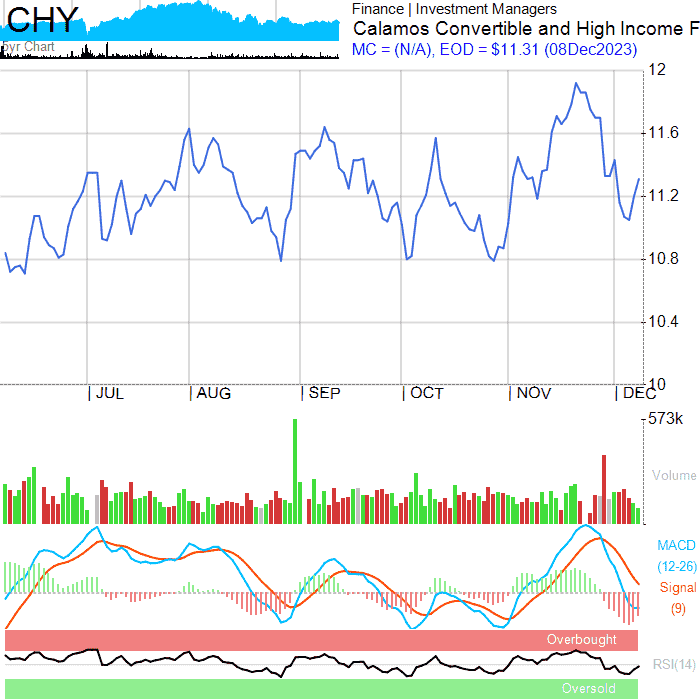 CHY
5yr Chart
Finance | Investment Managers
Calamos Convertible and High Income F
MC = (N/A), EOD = $11.31 (08Dec2023)
12
11.6
11.2
10.8
10.4
10
JUL AUG SEP OCT NOV DEC
573k
Volume
MACD
(12-26)
Signal
(9)
Overbought
RSI(14)
Oversold